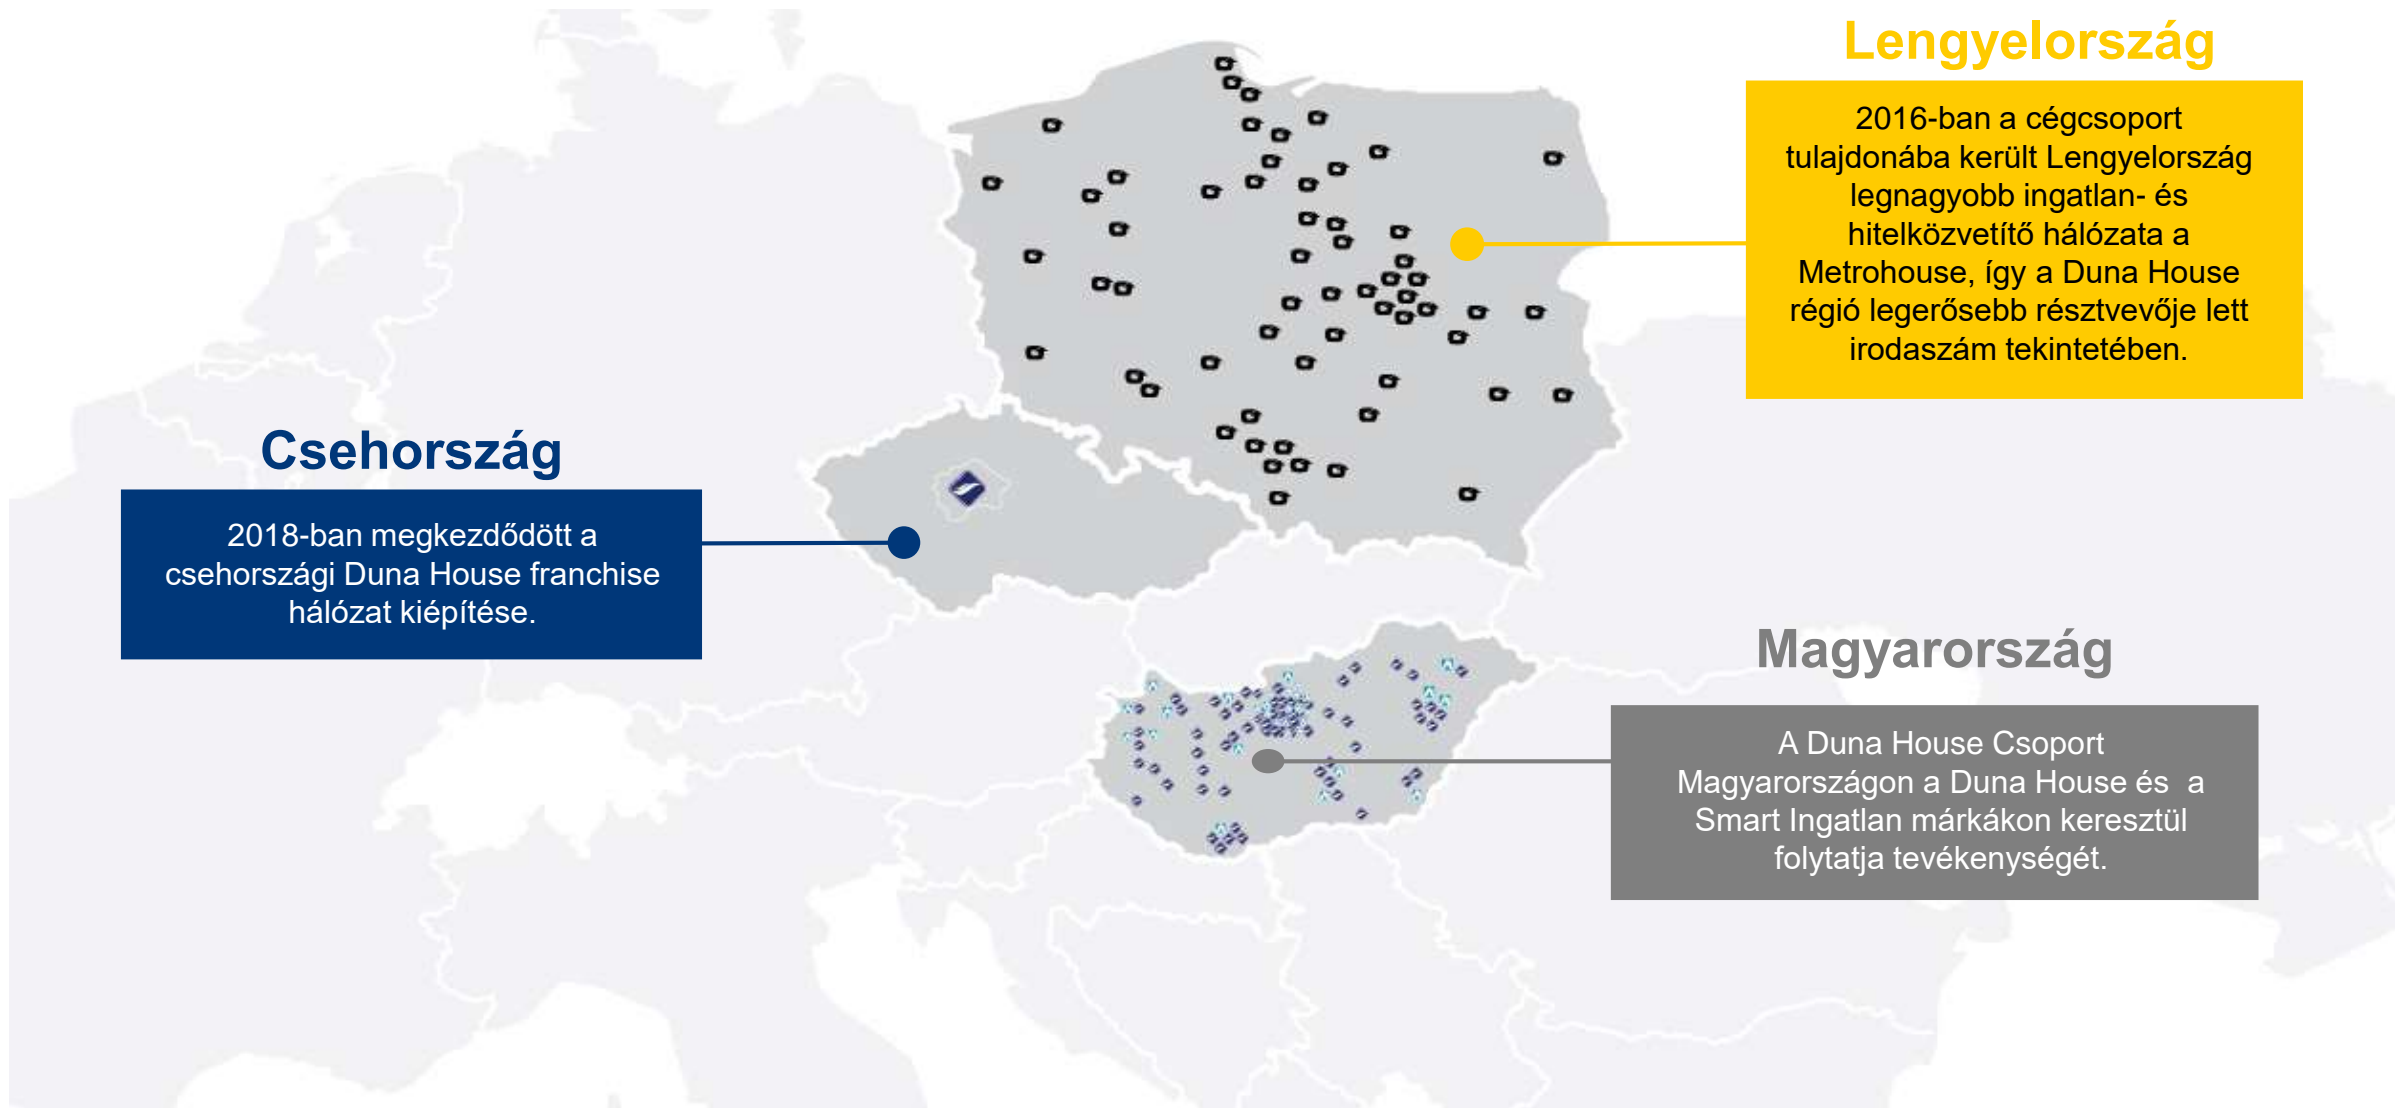 Lengyelország
2016-ban a cégcsoport
tulajdonába került Lengyelország
legnagyobb ingatlan- és
hitelközvetítő hálózata a
Metrohouse, így a Duna House
régió legerősebb résztvevője lett
irodaszám tekintetében.
Csehország
2018-ban megkezdődött a
csehországi Duna House franchise
hálózat kiépítése.
Magyarország
A Duna House Csoport
Magyarországon a Duna House és  a
Smart Ingatlan márkákon keresztül
folytatja tevékenységét.